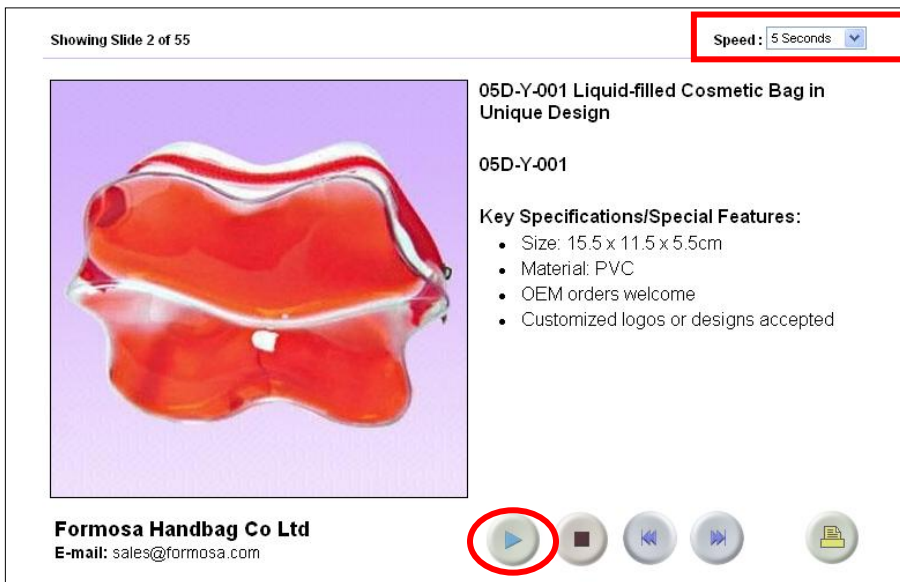 Showing Slide 2 of 55
Speed : 5 Seconds
05D-Y-001 Liquid-filled Cosmetic Bag in
Unique Design
05D-Y-001
Key Specifications/Special Features:
• Size: 15.5 x 11.5 x 5.5cm
• Material: PVC
• OEM orders welcome
• Customized logos or designs accepted
Formosa Handbag Co Ltd
E-mail: sales@formosa.com